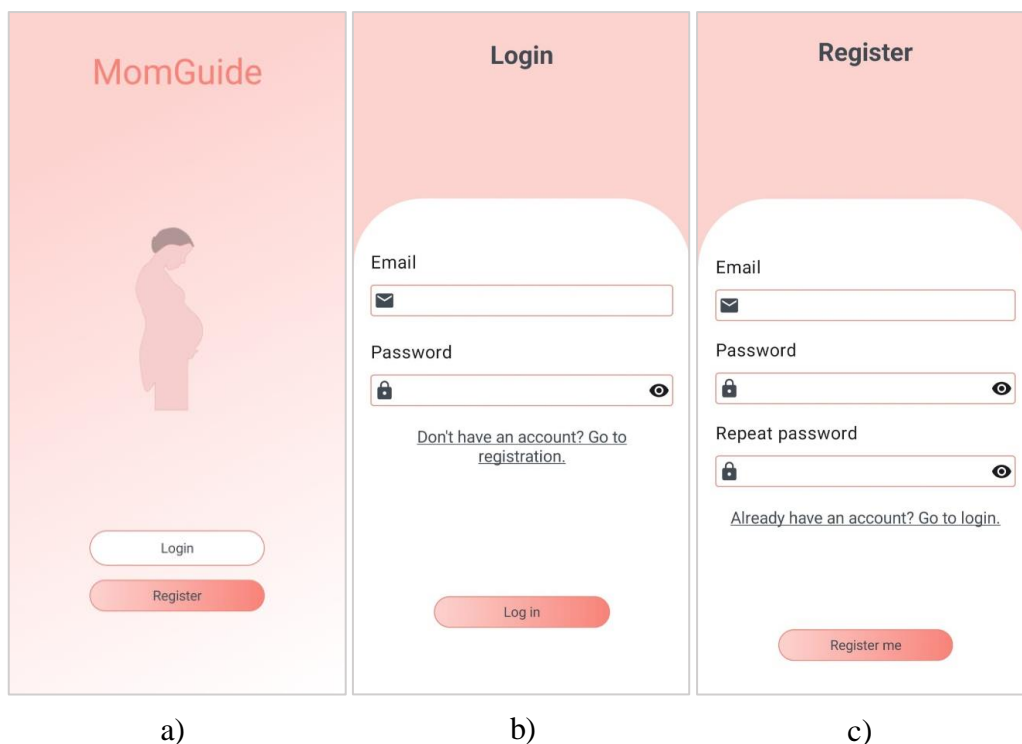 MomGuide
Login
Register
a)
Login
Email
Password
Don't have an account? Go to
registration.
Log in
b)
Register
Email
Password
Repeat password
Already have an account? Go to login.
Register me
c)